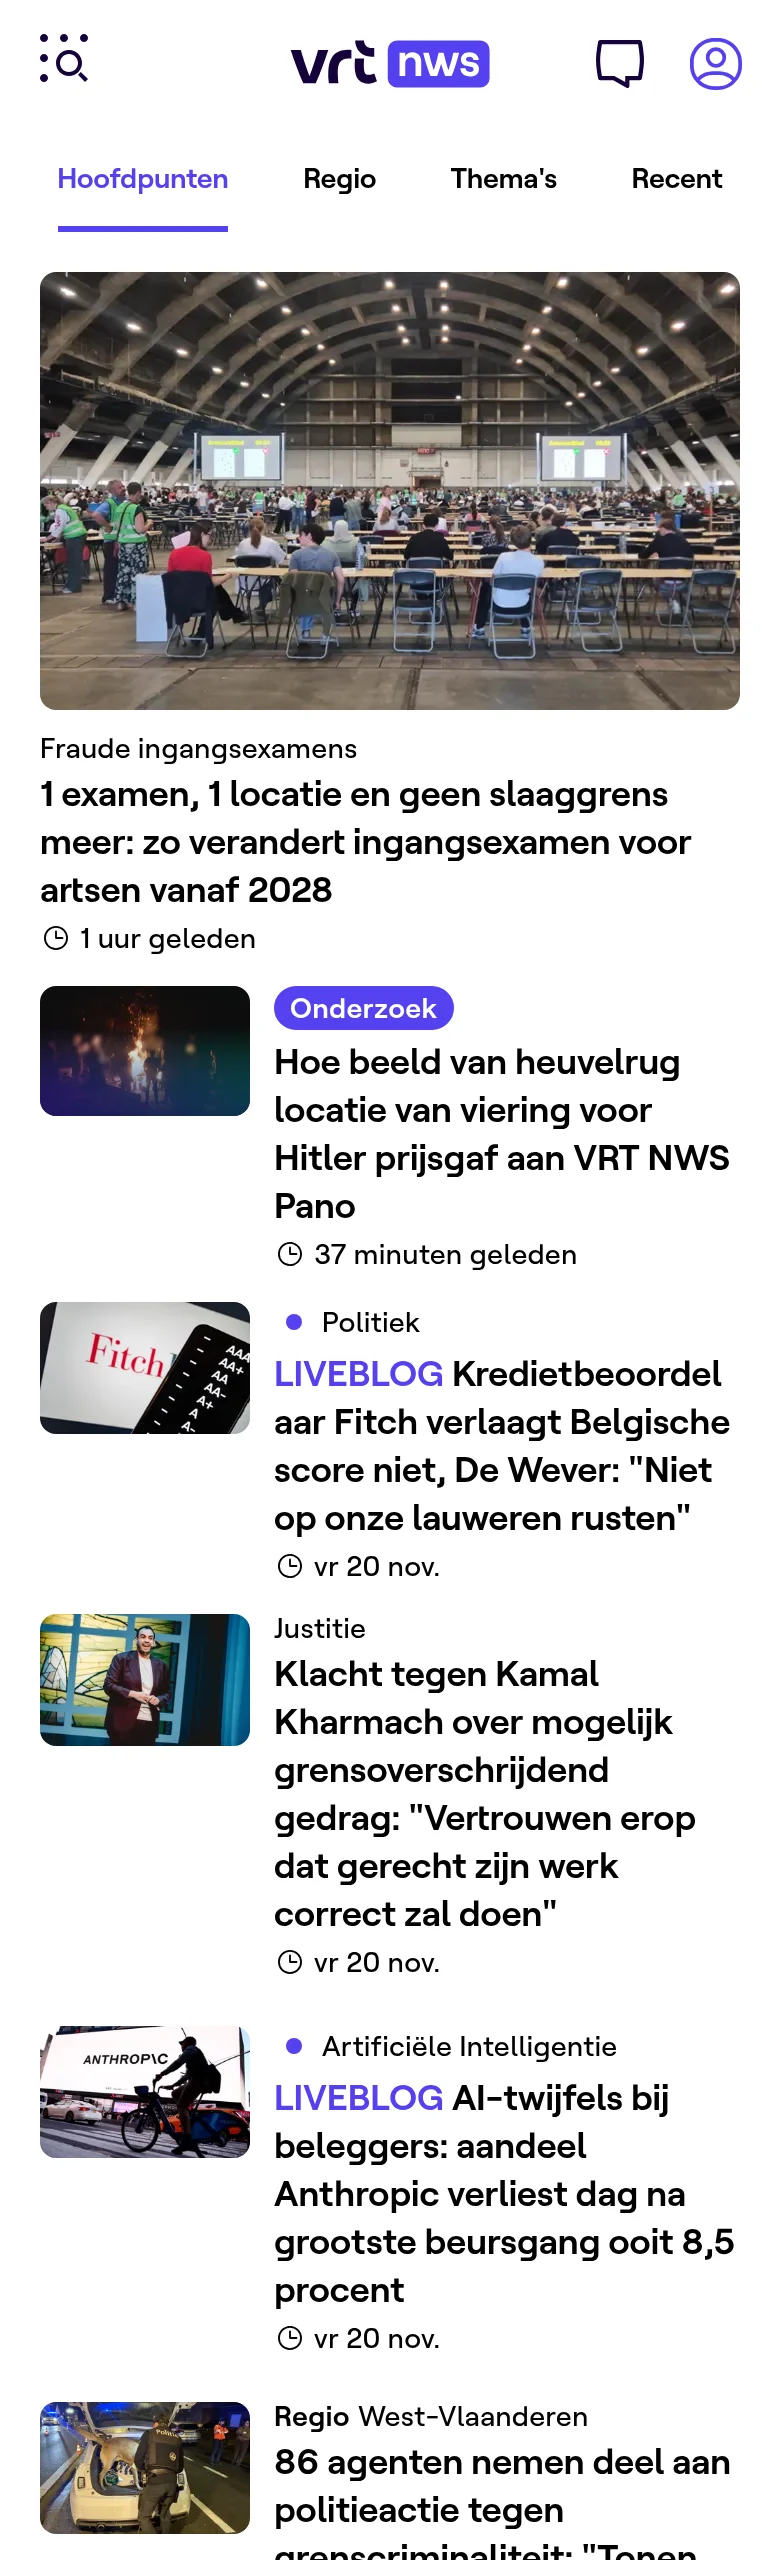 vrt nws
Hoofdpunten Regio Thema's Recent
Fraude ingangsexamens
1 examen, 1 locatie en geen slaaggrens
meer: zo verandert ingangsexamen voor
artsen vanaf 2028
1 uur geleden
Onderzoek
Hoe beeld van heuvelrug
locatie van viering voor
Hitler prijsgaf aan VRT NWS
Pano
37 minuten geleden
Fitch
AAA
AA+
AA
AA-
A+
A
A-
Politiek
LIVEBLOG Kredietbeoordel
aar Fitch verlaagt Belgische
score niet, De Wever: "Niet
op onze lauweren rusten"
vr 20 nov.
Justitie
Klacht tegen Kamal
Kharmach over mogelijk
grensoverschrijdend
gedrag: "Vertrouwen erop
dat gerecht zijn werk
correct zal doen"
vr 20 nov.
ANTHROP\C
Artificiële Intelligentie
LIVEBLOG AI-twijfels bij
beleggers: aandeel
Anthropic verliest dag na
grootste beursgang ooit 8,5
procent
vr 20 nov.
Politie
Regio West-Vlaanderen
86 agenten nemen deel aan
politieactie tegen
grenscriminaliteit: "Tonen